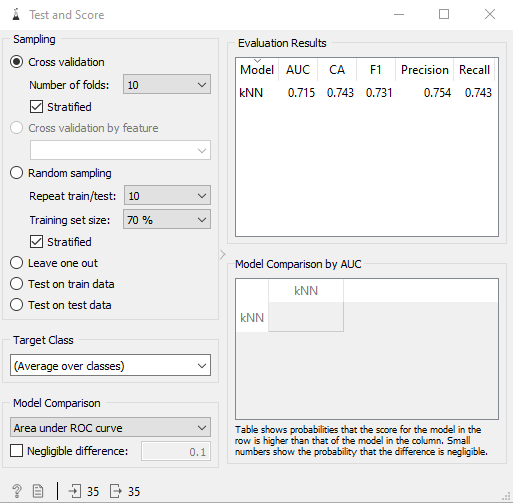 Test and Score
Sampling
Cross validation
Number of folds: 10
Stratified
Cross validation by feature
Random sampling
Repeat train/test: 10
Training set size: 70 %
Stratified
Leave one out
Test on train data
Test on test data
Target Class
(Average over classes)
Model Comparison
Area under ROC curve
Negligible difference: 0.1
35 35
Evaluation Results
Model AUC CA F1 Precision Recall
kNN 0.715 0.743 0.731 0.754 0.743
Model Comparison by AUC
kNN
kNN
Table shows probabilities that the score for the model in the
row is higher than that of the model in the column. Small
numbers show the probability that the difference is negligible.